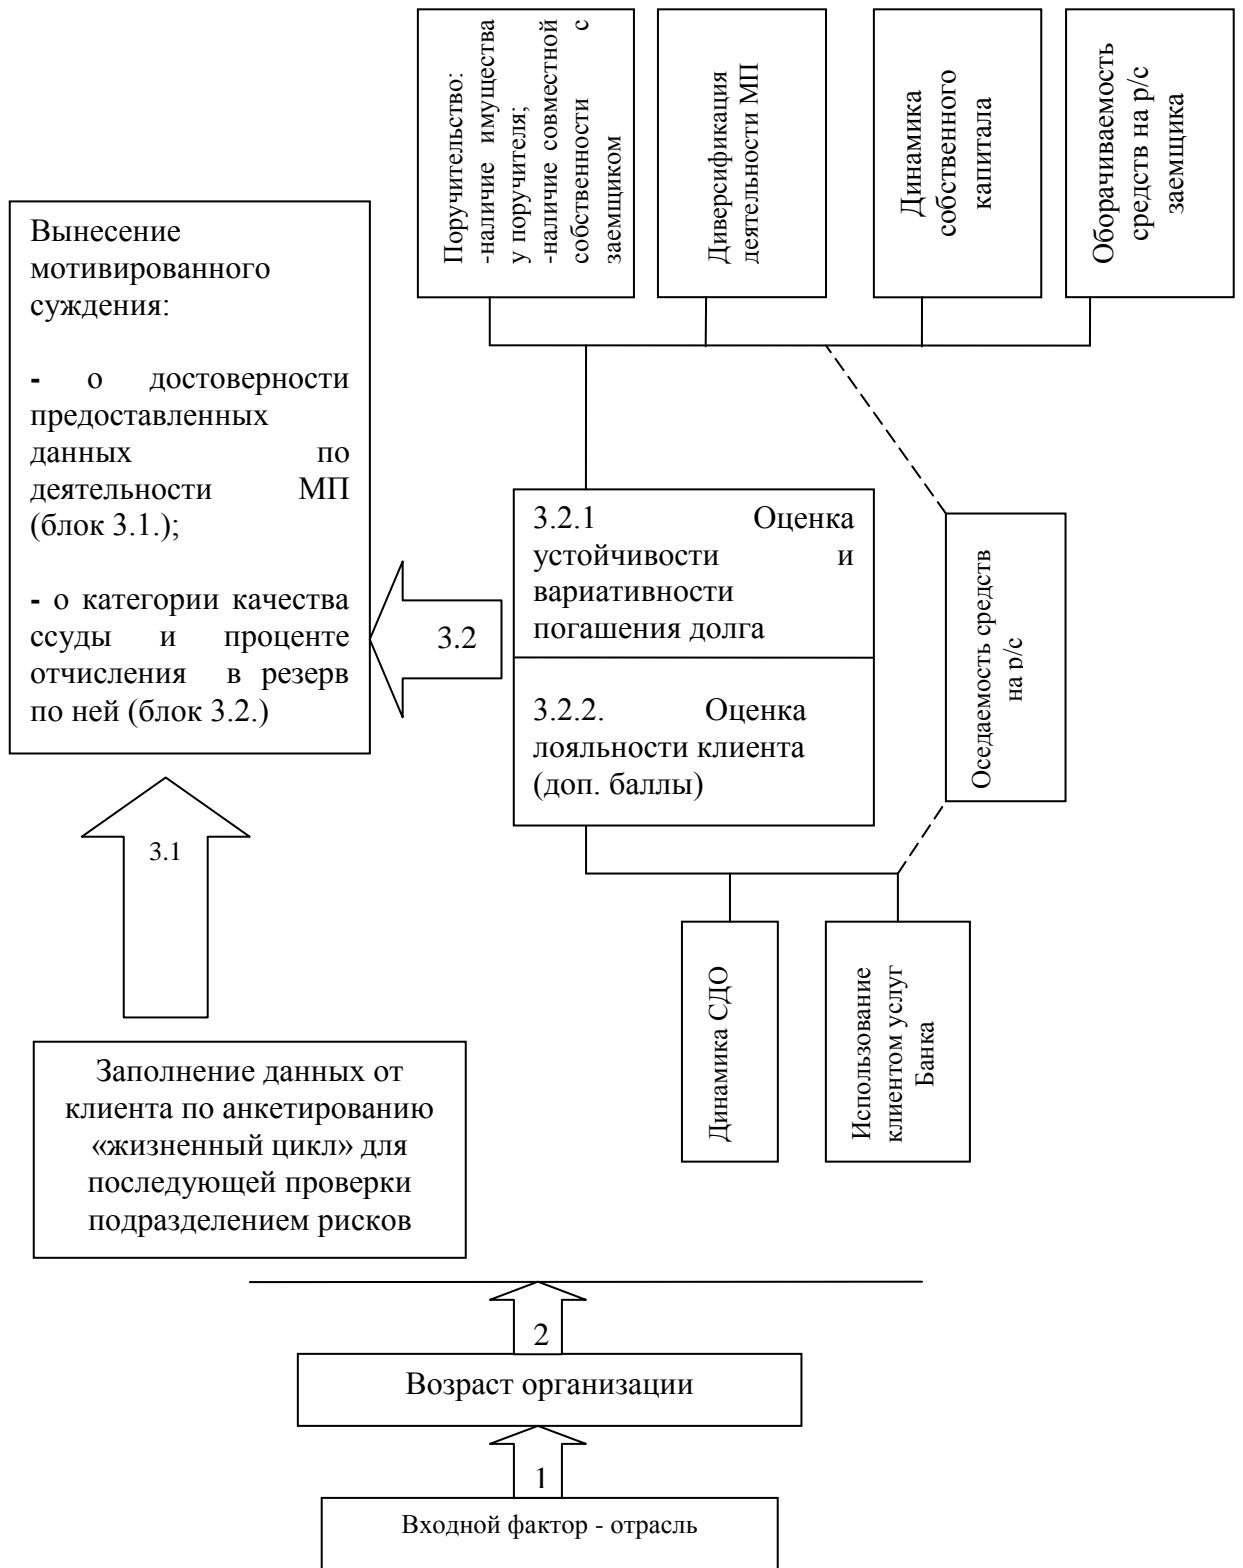 Поручительство:
-наличие имущества
у поручителя;
-наличие совместной
собственности с
заемщиком
Диверсификация
деятельности МП
Динамика
собственного
капитала
Оборачиваемость
средств на р/с
заемщика
Вынесение
мотивированного
суждения:
- о достоверности
предоставленных
данных по
деятельности МП
(блок 3.1.);
- о категории качества
ссуды и проценте
отчисления в резерв
по ней (блок 3.2.)
3.2
3.2.1 Оценка
устойчивости и
вариативности
погашения долга
3.2.2. Оценка
лояльности клиента
(доп. баллы)
Оседаемость средств
на р/с
3.1
Динамика СДО
Использование
клиентом услуг
Банка
Заполнение данных от
клиента по анкетированию
«жизненный цикл» для
последующей проверки
подразделением рисков
2
Возраст организации
1
Входной фактор - отрасль